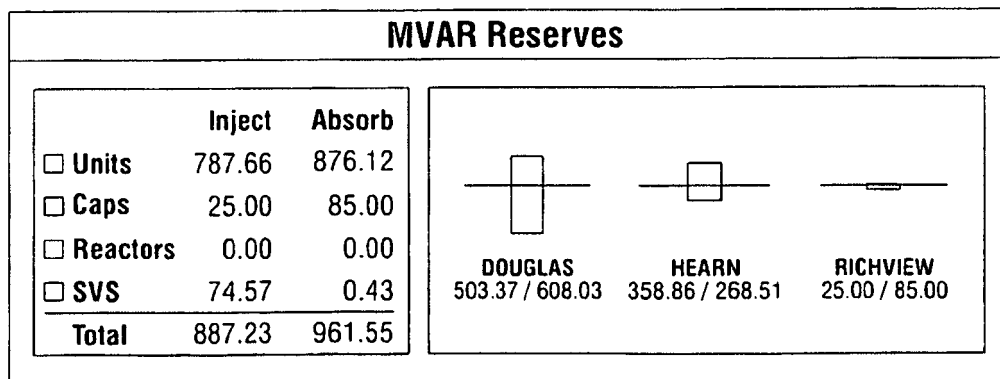 MVAR Reserves
Inject Absorb
Units 787.66 876.12
Caps 25.00 85.00
Reactors 0.00 0.00
SVS 74.57 0.43
Total 887.23 961.55
DOUGLAS HEARN RICHVIEW
503.37 / 608.03 358.86 / 268.51 25.00 / 85.00